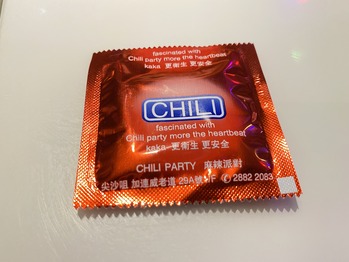 fascinated with
Chili party more the heartbeat
kaka 更衛生 更安全
CHILI
fascinated with
Chili party more the heartbeat
kaka 更衛生 更安全
CHILI PARTY 麻辣派對
尖沙咀 加連威老道 29A號1/F ✆2882 2083